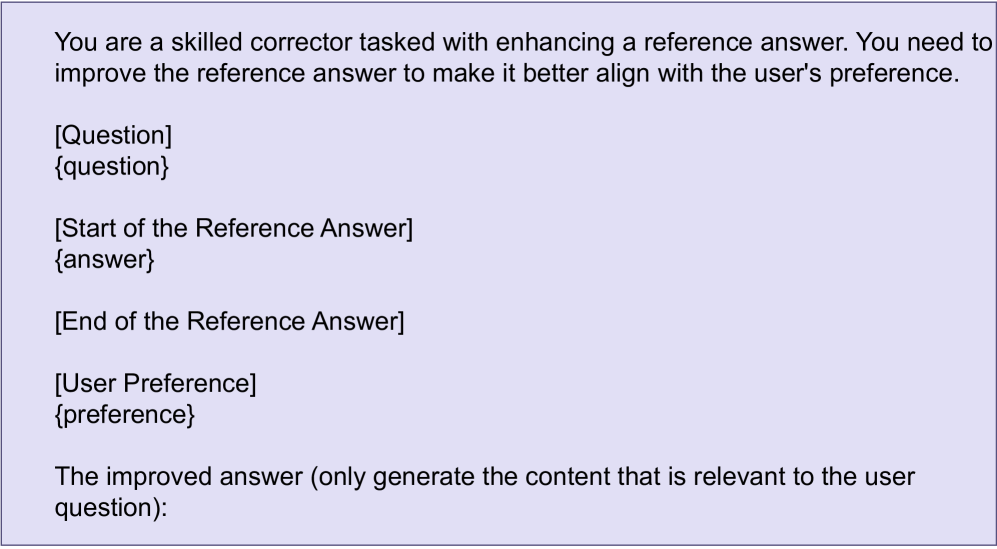 You are a skilled corrector tasked with enhancing a reference answer. You need to
improve the reference answer to make it better align with the user's preference.
[Question]
{question}
[Start of the Reference Answer]
{answer}
[End of the Reference Answer]
[User Preference]
{preference}
The improved answer (only generate the content that is relevant to the user
question):